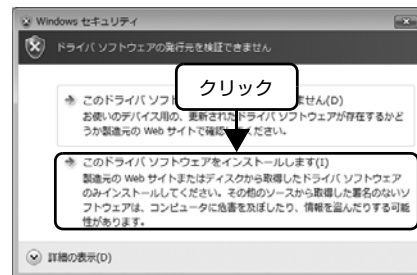 Windows セキュリティ
ドライバ ソフトウェアの発行元を検証できません
クリック
このドライバ ソフト ません(D)
お使いのデバイス用の、更新されたドライバ ソフトウェアが存在するかど
うか製造元の Web サイトで確認 ください。
このドライバ ソフトウェアをインストールします(I)
製造元の Web サイトまたはディスクから取得したドライバ ソフトウェア
のみインストールしてください。その他のソースから取得した署名のないソ
フトウェアは、コンピュータに危害を及ぼしたり、情報を盗んだりする可能
性があります。
詳細の表示(D)